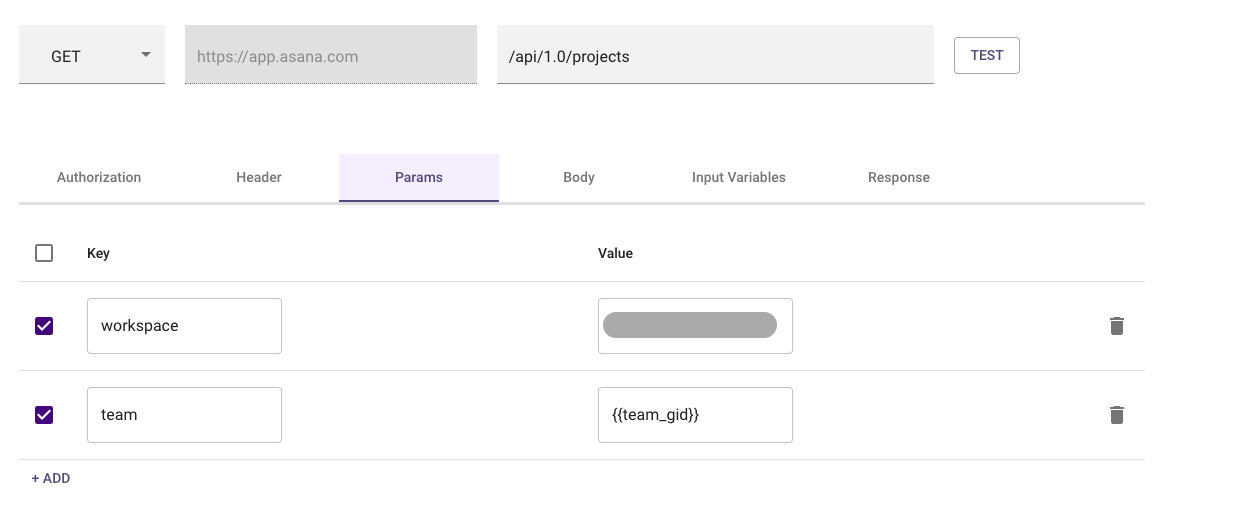 GET https://app.asana.com /api/1.0/projects TEST
Authorization Header Params Body Input Variables Response
Key Value
workspace
team {{team_gid}}
+ ADD